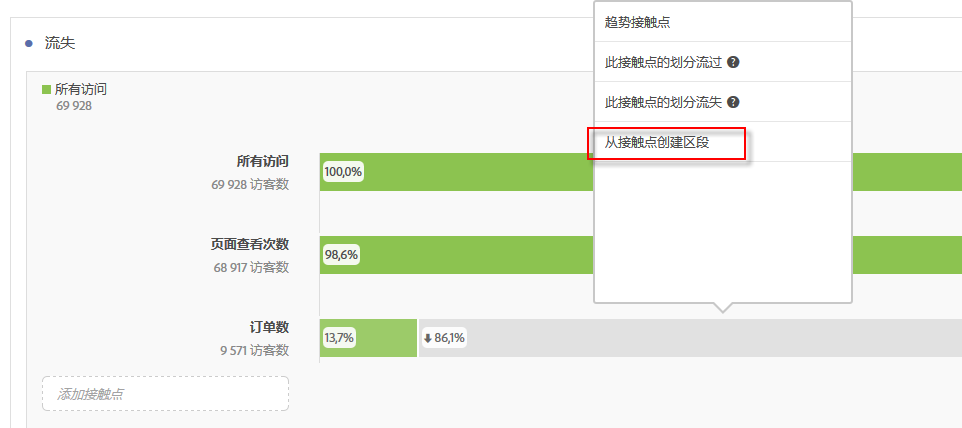 流失
所有访问
69 928
趋势接触点
此接触点的划分流过 ?
此接触点的划分流失 ?
从接触点创建区段
所有访问
69 928 访客数
100,0%
页面查看次数
68 917 访客数
98,6%
订单数
9 571 访客数
13,7%
86,1%
添加接触点